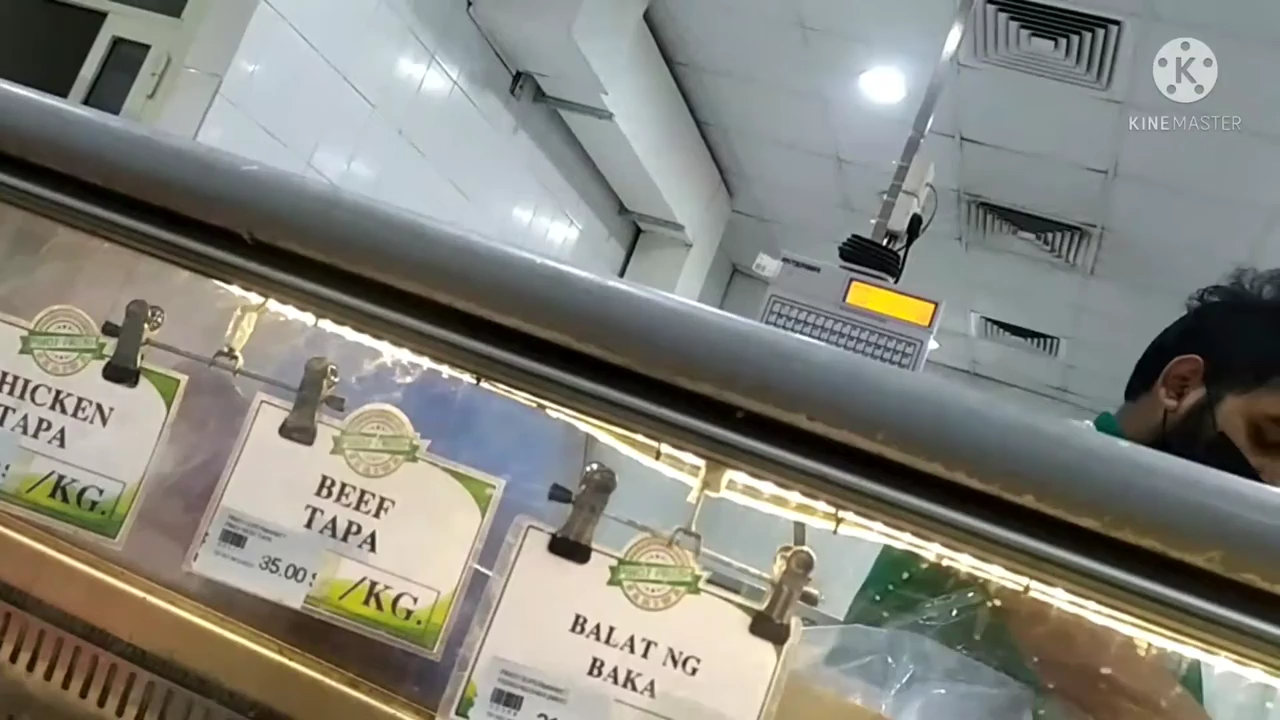 KINEMASTER
HICKEN
TAPA
/KG.
BEEF
TAPA
35.00
/KG.
BALAT NG
BAKA